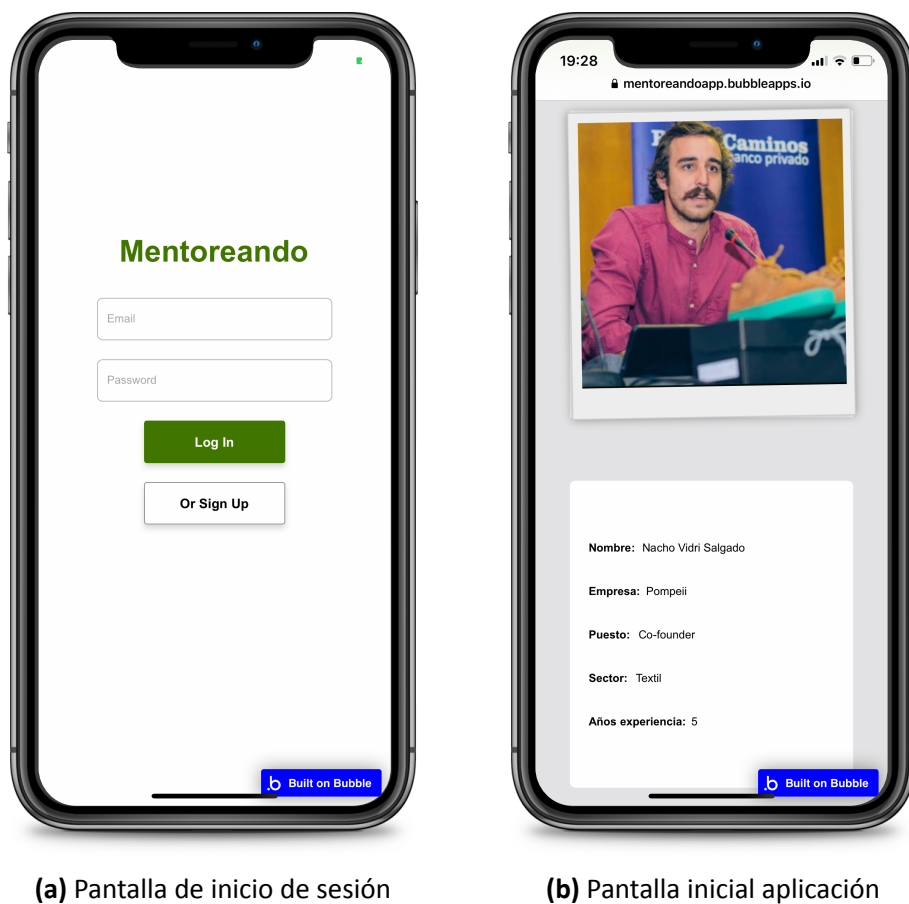 Mentoreando
Email
Password
Log In
Or Sign Up
.b Built on Bubble
(a) Pantalla de inicio de sesión
19:28
mentoreandoapp.bubbleapps.io
Caminos
anco privado
Nombre: Nacho Vidri Salgado
Empresa: Pompeii
Puesto: Co-founder
Sector: Textil
Años experiencia: 5
.b Built on Bubble
(b) Pantalla inicial aplicación